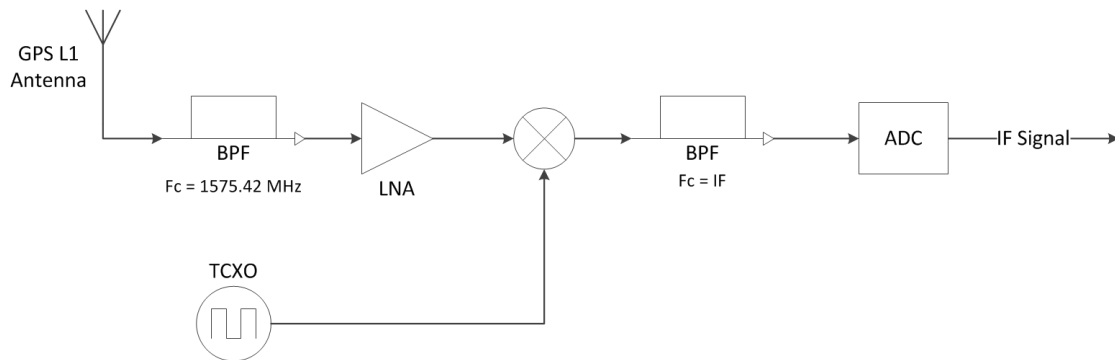 GPS L1
Antenna
BPF
Fc = 1575.42 MHz
LNA
BPF
Fc = IF
ADC
IF Signal
TCXO